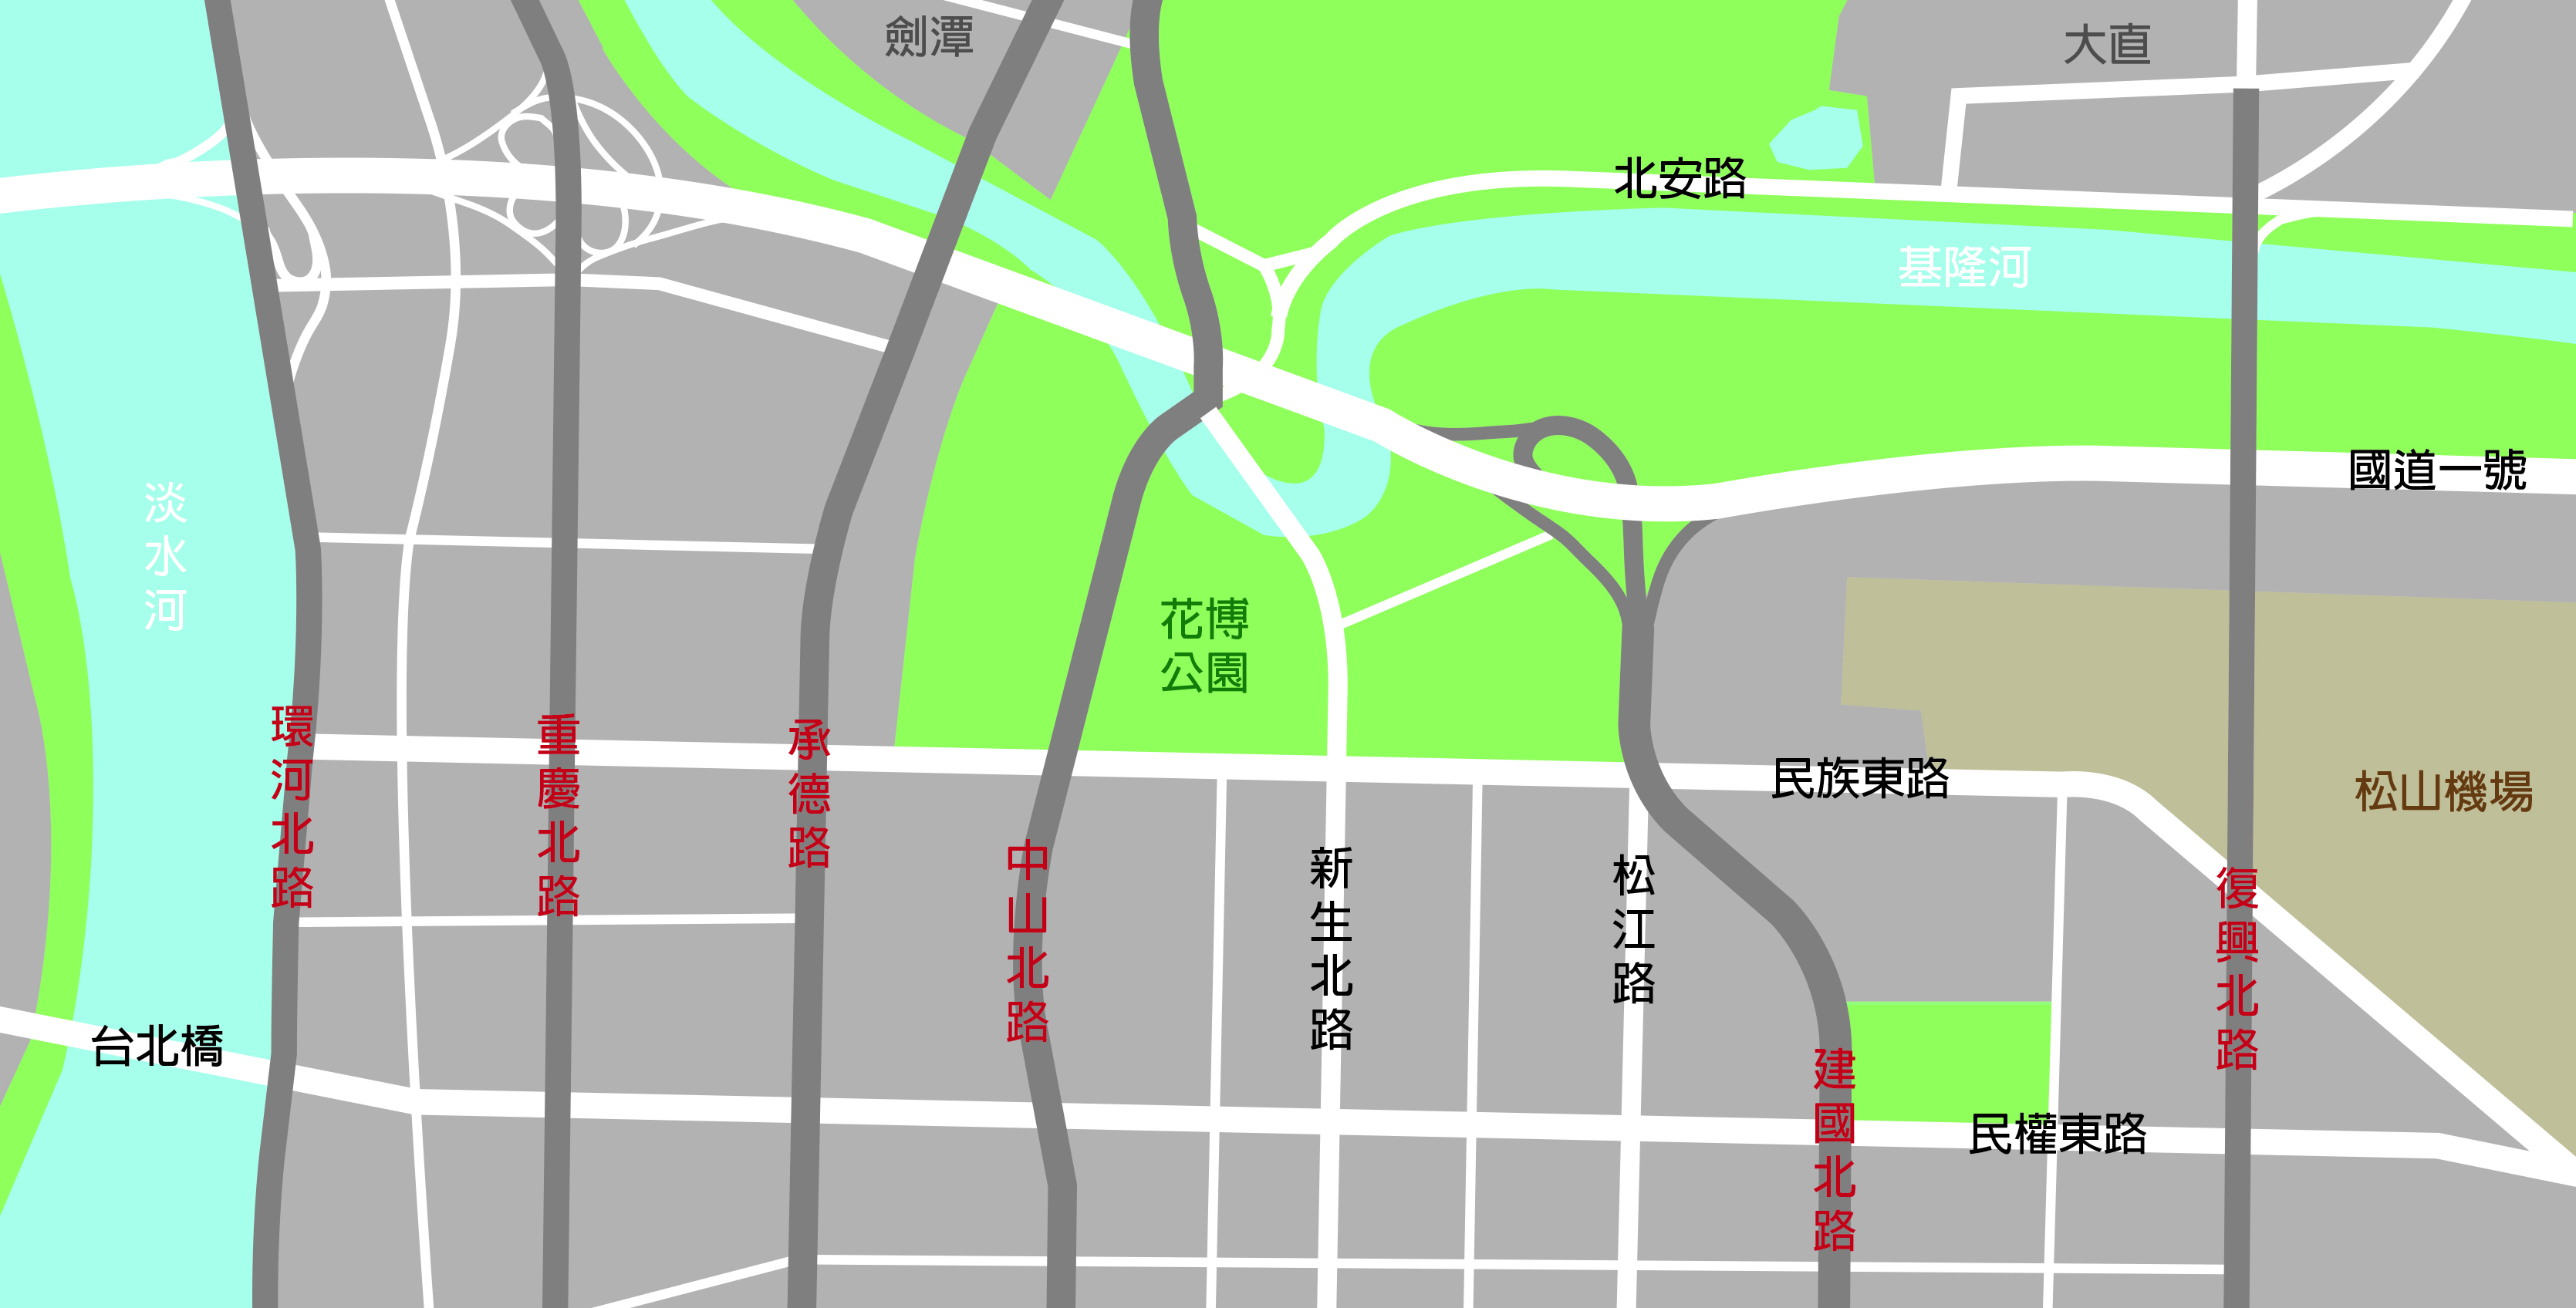 劍潭
大直
北安路
基隆河
國道一號
淡水河
花博
公園
環河北路
重慶北路
承德路
中山北路
新生北路
松江路
民族東路
松山機場
復興北路
台北橋
建國北路
民權東路